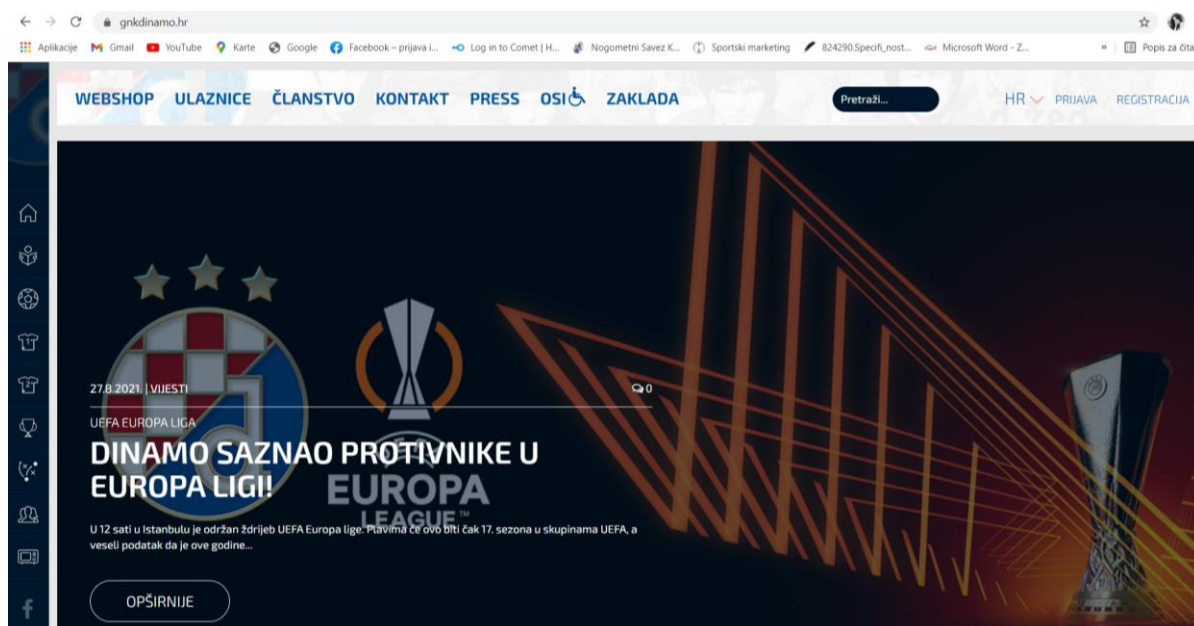 gnkdinamo.hr
Aplikacije Gmail YouTube Karte Google Facebook – prijava i... Log in to Comet | H... Nogometni Savez K... Sportski marketing 824290.Specifi_nost... Microsoft Word - Z... » Popis za čita
WEBSHOP ULAZNICE ČLANSTVO KONTAKT PRESS OSI ZAKLADA Pretraži... HR PRIJAVA / REGISTRACIJA
27.8.2021. | VIJESTI 0
UEFA EUROPA LIGA
DINAMO SAZNAO PROTIVNIKE U
EUROPA LIGI!
UEFA
EUROPA
LEAGUE™
U 12 sati u Istanbulu je održan ždrijeb UEFA Europa lige. Plavima će ovo biti čak 17. sezona u skupinama UEFA, a
veseli podatak da je ove godine...
OPŠIRNIJE